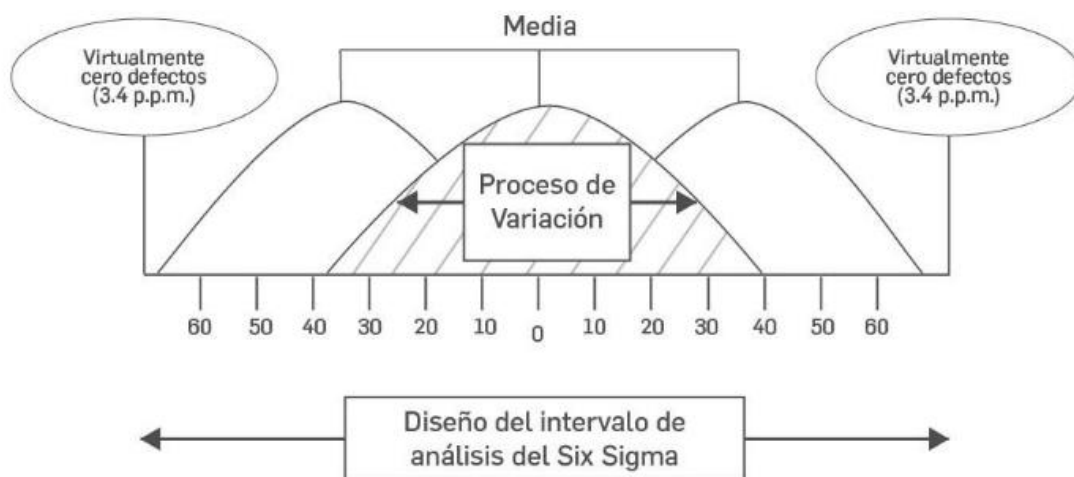 Media
Virtualmente
cero defectos
(3.4 p.p.m.)
Virtualmente
cero defectos
(3.4 p.p.m.)
Proceso de
Variación
60 50 40 30 20 10 0 10 20 30 40 50 60
Diseño del intervalo de
análisis del Six Sigma